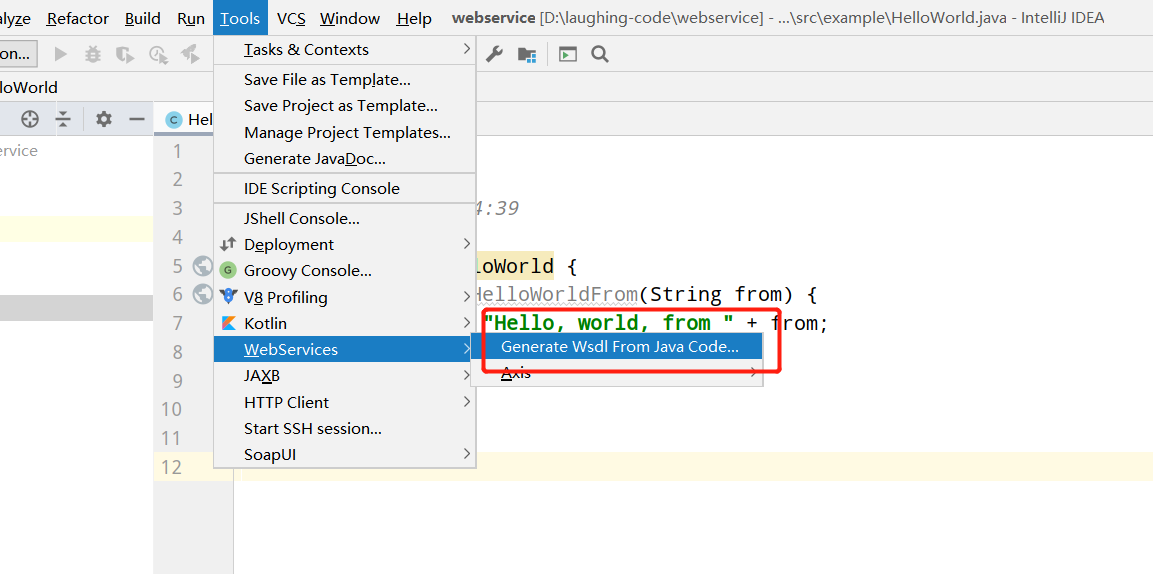 alyze Refactor Build Run Tools VCS Window Help webservice [D:\laughing-code\webservice] - ...\src\example\HelloWorld.java - IntelliJ IDEA
on...
Tasks & Contexts
loWorld
Save File as Template...
Save Project as Template...
Hel
Manage Project Templates...
ervice
1
Generate JavaDoc...
2
IDE Scripting Console
3
4:39
JShell Console...
4
Deployment
5
loWorld {
G
Groovy Console...
6
HelloWorldFrom(String from) {
V8 Profiling
7
Kotlin
"Hello, world, from " + from;
8
WebServices
Generate Wsdl From Java Code...
9
JAXB
Axis
10
HTTP Client
11
Start SSH session...
12
SoapUI